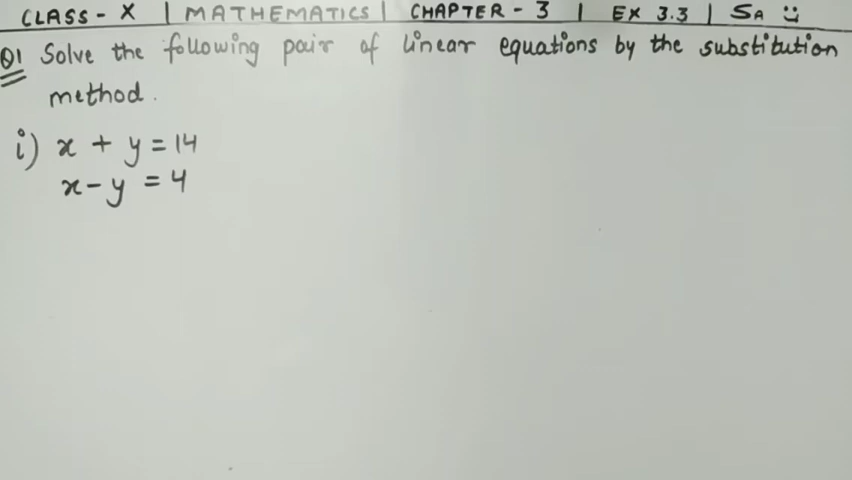 CLASS - X | MATHEMATICS | CHAPTER - 3 | EX 3.3 | SA
Q1 Solve the following pair of linear equations by the substitution
method.
i) x + y = 14
x - y = 4